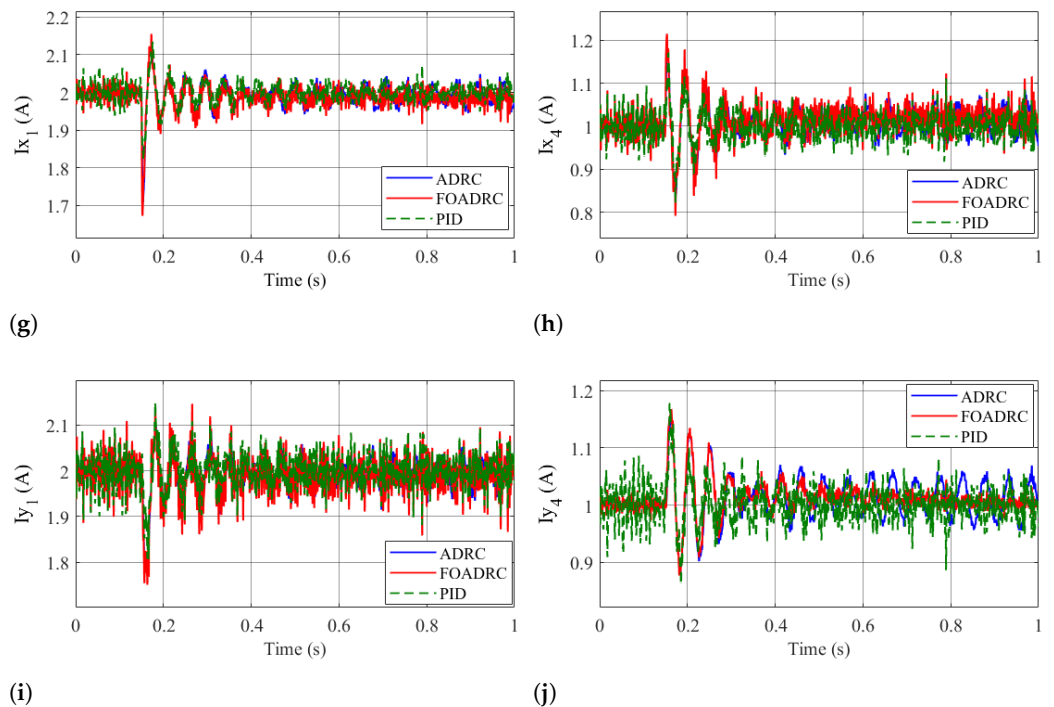 2.2
2.1
2
1.9
1.8
1.7
Ix1 (A)
ADRC
FOADRC
PID
0 0.2 0.4 0.6 0.8 1
Time (s)
(g)
1.2
1.1
1
0.9
0.8
Ix4 (A)
ADRC
FOADRC
PID
0 0.2 0.4 0.6 0.8 1
Time (s)
(h)
2.1
2
1.9
1.8
Iy1 (A)
ADRC
FOADRC
PID
0 0.2 0.4 0.6 0.8 1
Time (s)
(i)
1.2
1.1
1
0.9
Iy4 (A)
ADRC
FOADRC
PID
0 0.2 0.4 0.6 0.8 1
Time (s)
(j)